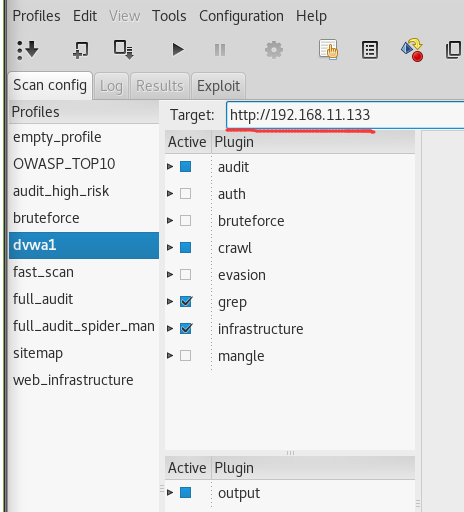 Profiles Edit View Tools Configuration Help
Scan config Log Results Exploit
Profiles
empty_profile
OWASP_TOP10
audit_high_risk
bruteforce
dvwa1
fast_scan
full_audit
full_audit_spider_man
sitemap
web_infrastructure
Target: http://192.168.11.133
Active Plugin
audit
auth
bruteforce
crawl
evasion
grep
infrastructure
mangle
Active Plugin
output